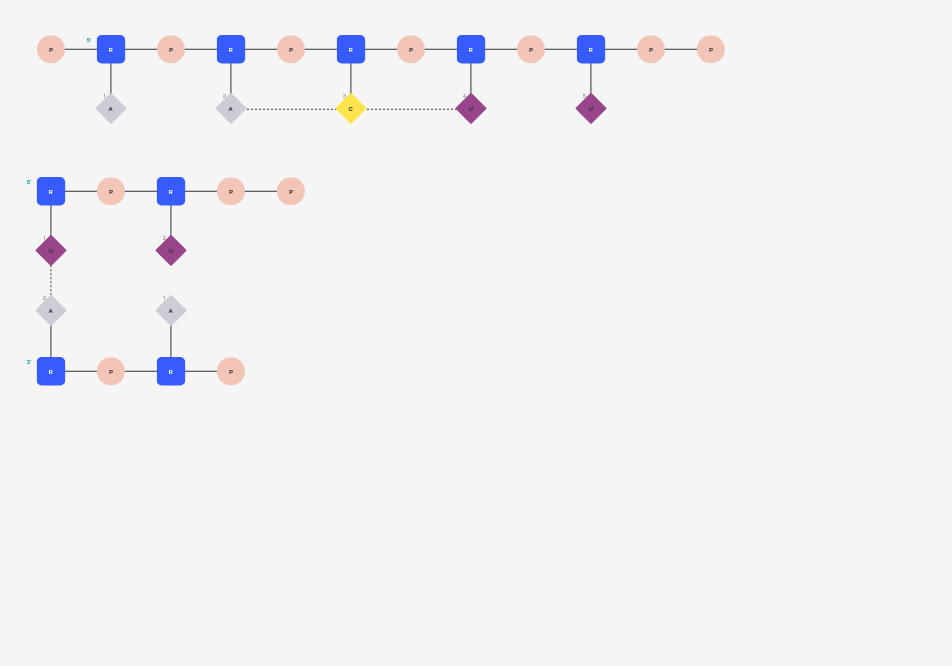 5'
P R P R P R P R P R P P
1 2 3 4 5
A A C U U
5'
R P R P P
1 2
U U
2 1
A A
3'
R P R P